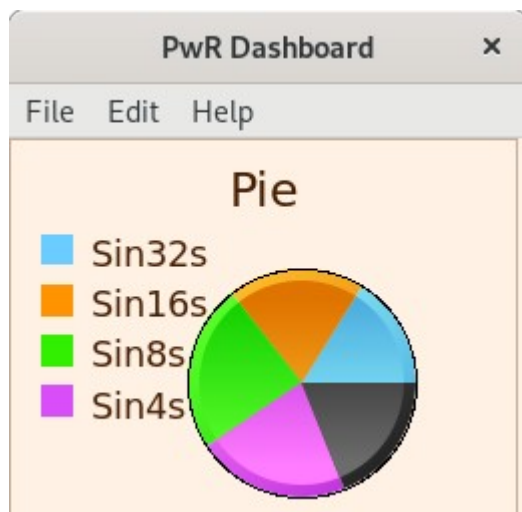 PwR Dashboard ×
File Edit Help
Pie
Sin32s
Sin16s
Sin8s
Sin4s